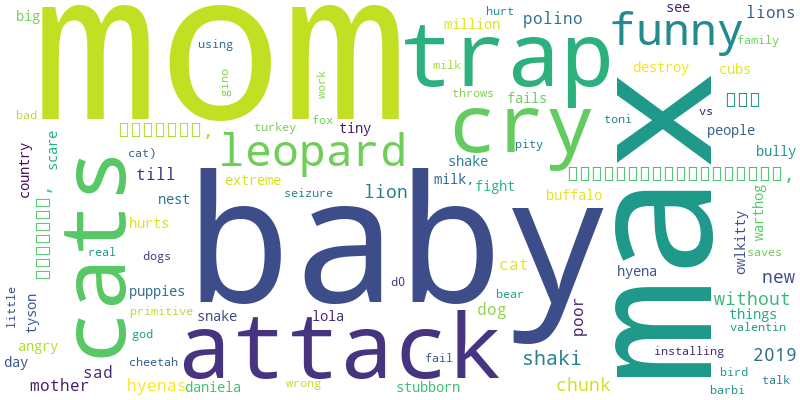 big
mom
hurt
polino
see
lions
million
trap
funny
using
family
gino
work
milk
destroy
cubs
throws
bad
fox
fails
max
vs
turkey
tiny
cry
toni
people
leopard
pity
bully
country
scare
cats
cat)
till
shake
extreme
seizure
lion
milk,
fight
buffalo
nest
baby
warthog
owlkitty
hurts
real
dogs
cat
hyena
saves
puppies
d0
bear
new
little
tyson
primitive
snake
lola
dog
poor
without
things
valentin
god
attack
angry
day
cheetah
fail
shaki
installing
2019
sad
mother
hyenas
daniela
wrong
stubborn
chunk
bird
talk
barbi